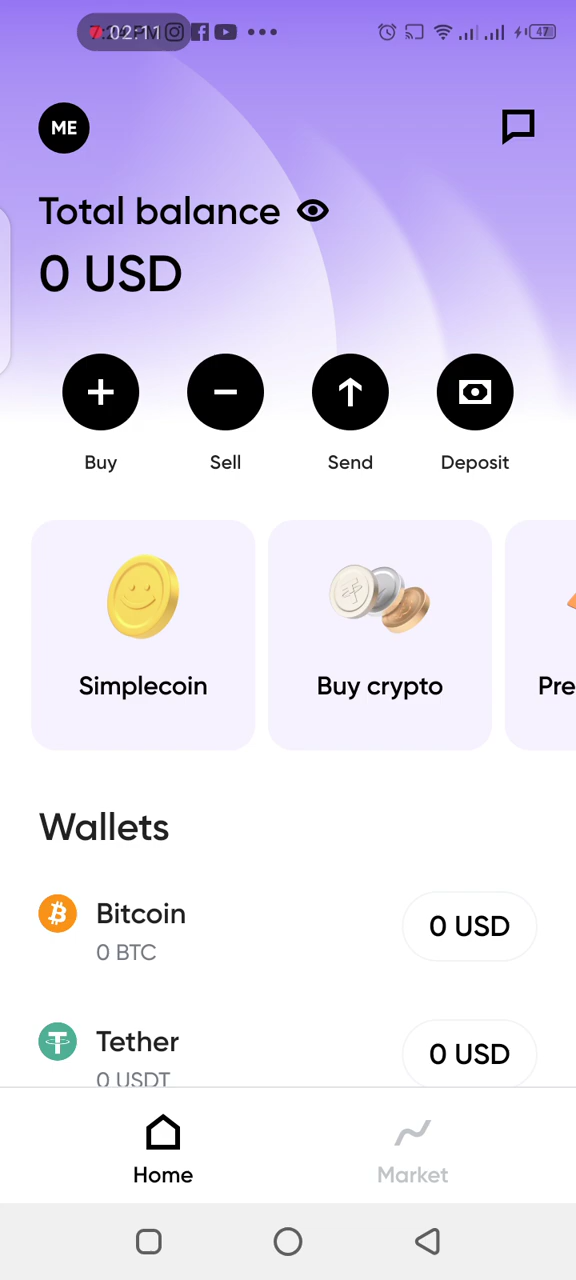 02:11
47
ME
Total balance
0 USD
Buy
Sell
Send
Deposit
Simplecoin
Buy crypto
Pre
Wallets
Bitcoin
0 BTC
0 USD
Tether
0 USDT
0 USD
Home
Market